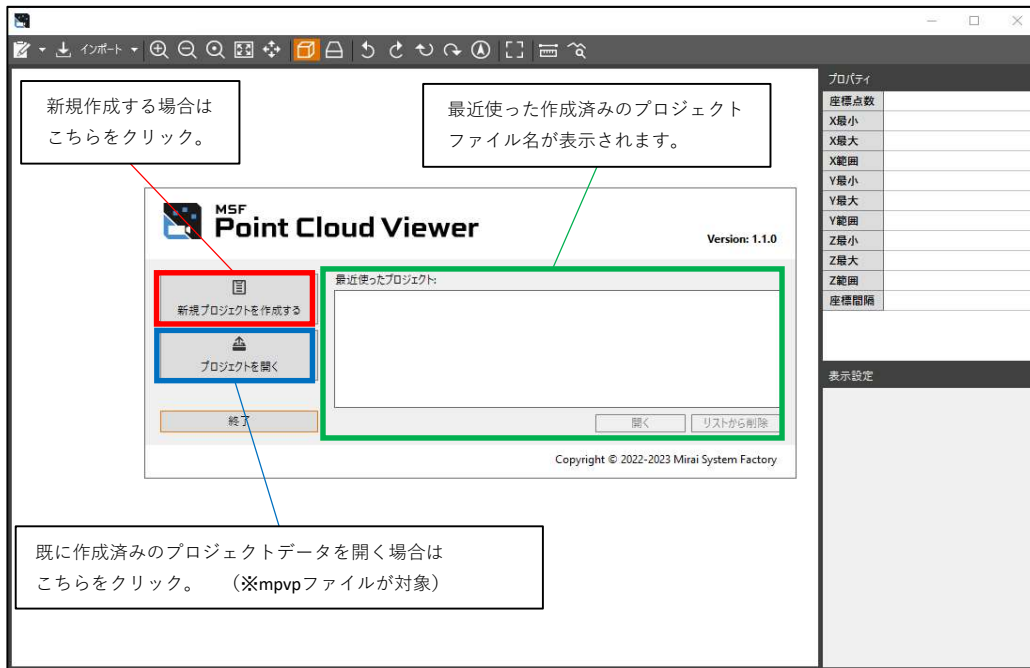 インポート
新規作成する場合は
こちらをクリック。
最近使った作成済みのプロジェクト
ファイル名が表示されます。
MSF
Point Cloud Viewer
Version: 1.1.0
新規プロジェクトを作成する
プロジェクトを開く
終了
最近使ったプロジェクト:
開く
リストから削除
Copyright © 2022-2023 Mirai System Factory
既に作成済みのプロジェクトデータを開く場合は
こちらをクリック。 (※mpvpファイルが対象)
プロパティ
座標点数
X最小
X最大
X範囲
Y最小
Y最大
Y範囲
Z最小
Z最大
Z範囲
座標間隔
表示設定